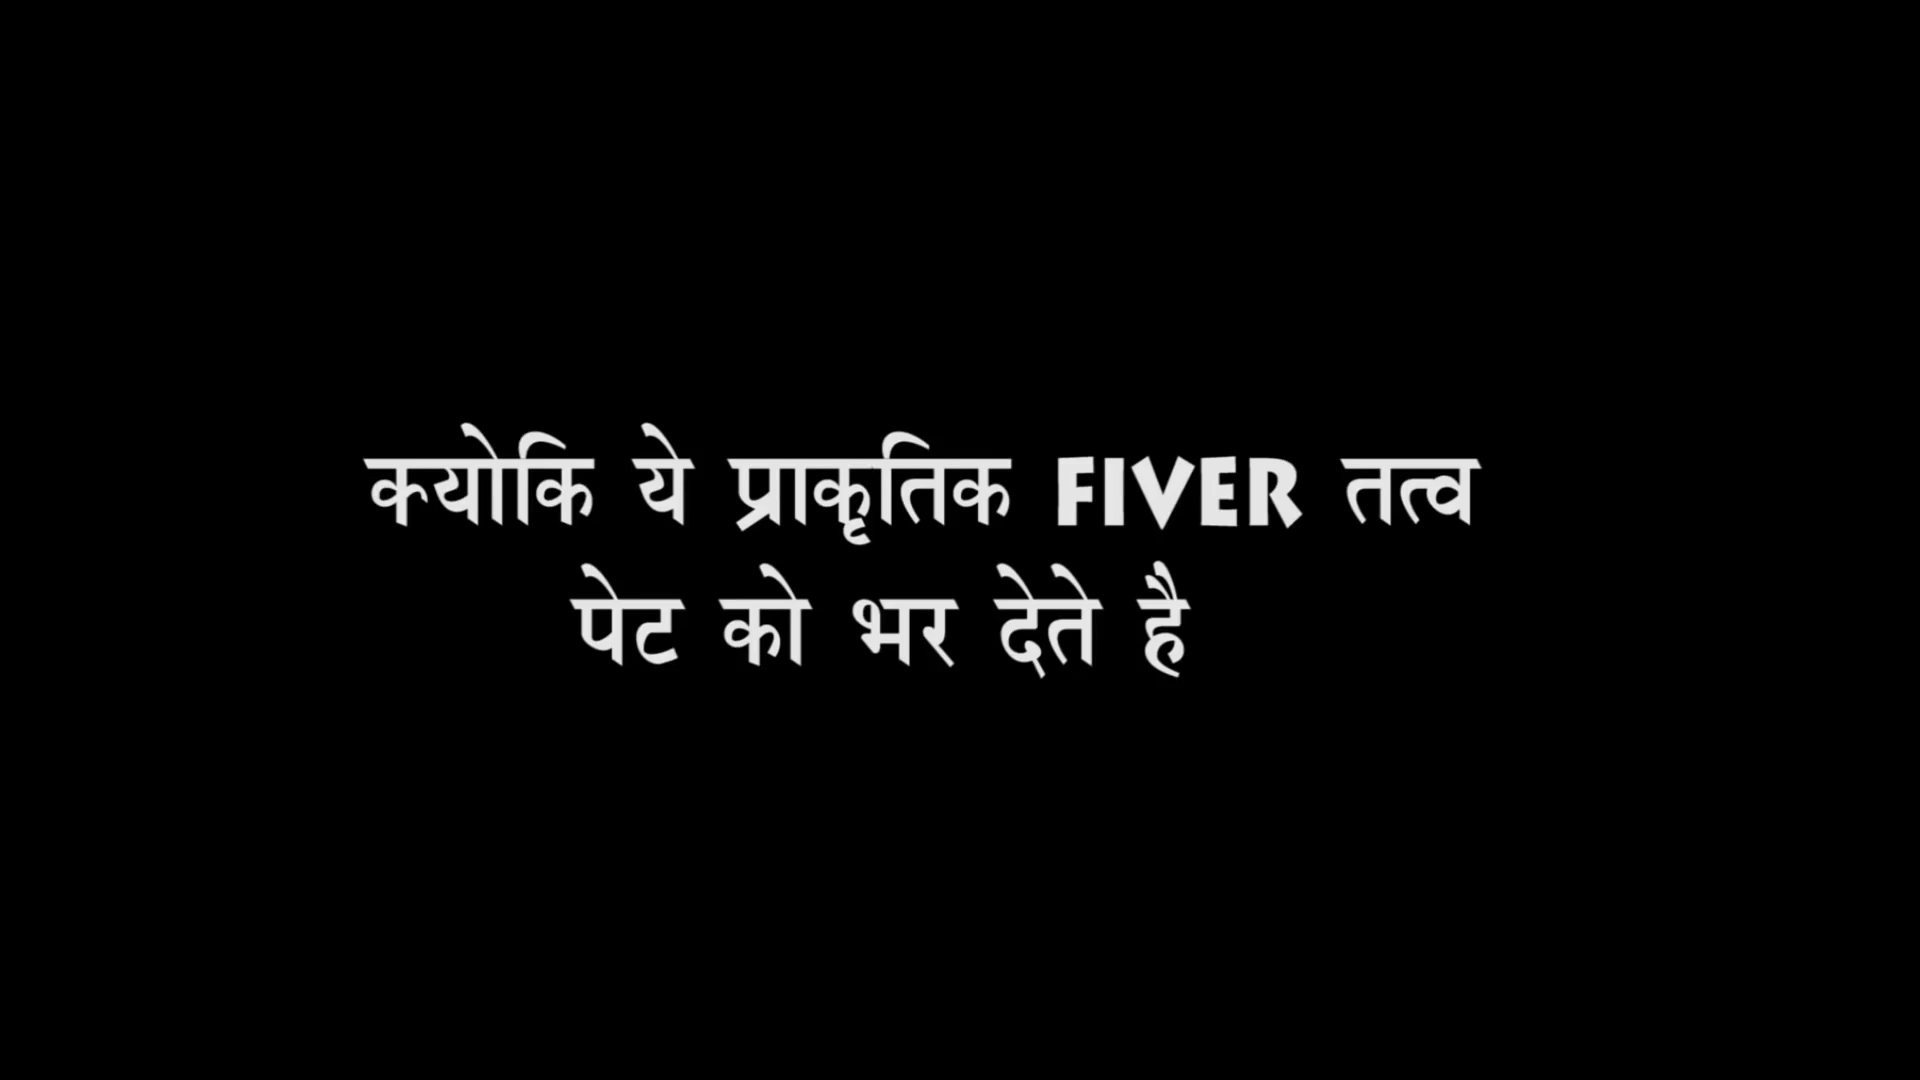 क्योकि ये प्राकृतिक FIVER तत्व
पेट को भर देते है